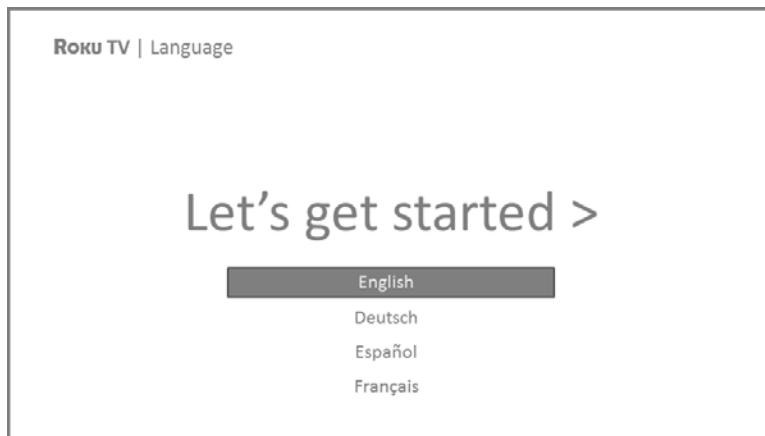 ROKU TV | Language
Let's get started >
English
Deutsch
Español
Français